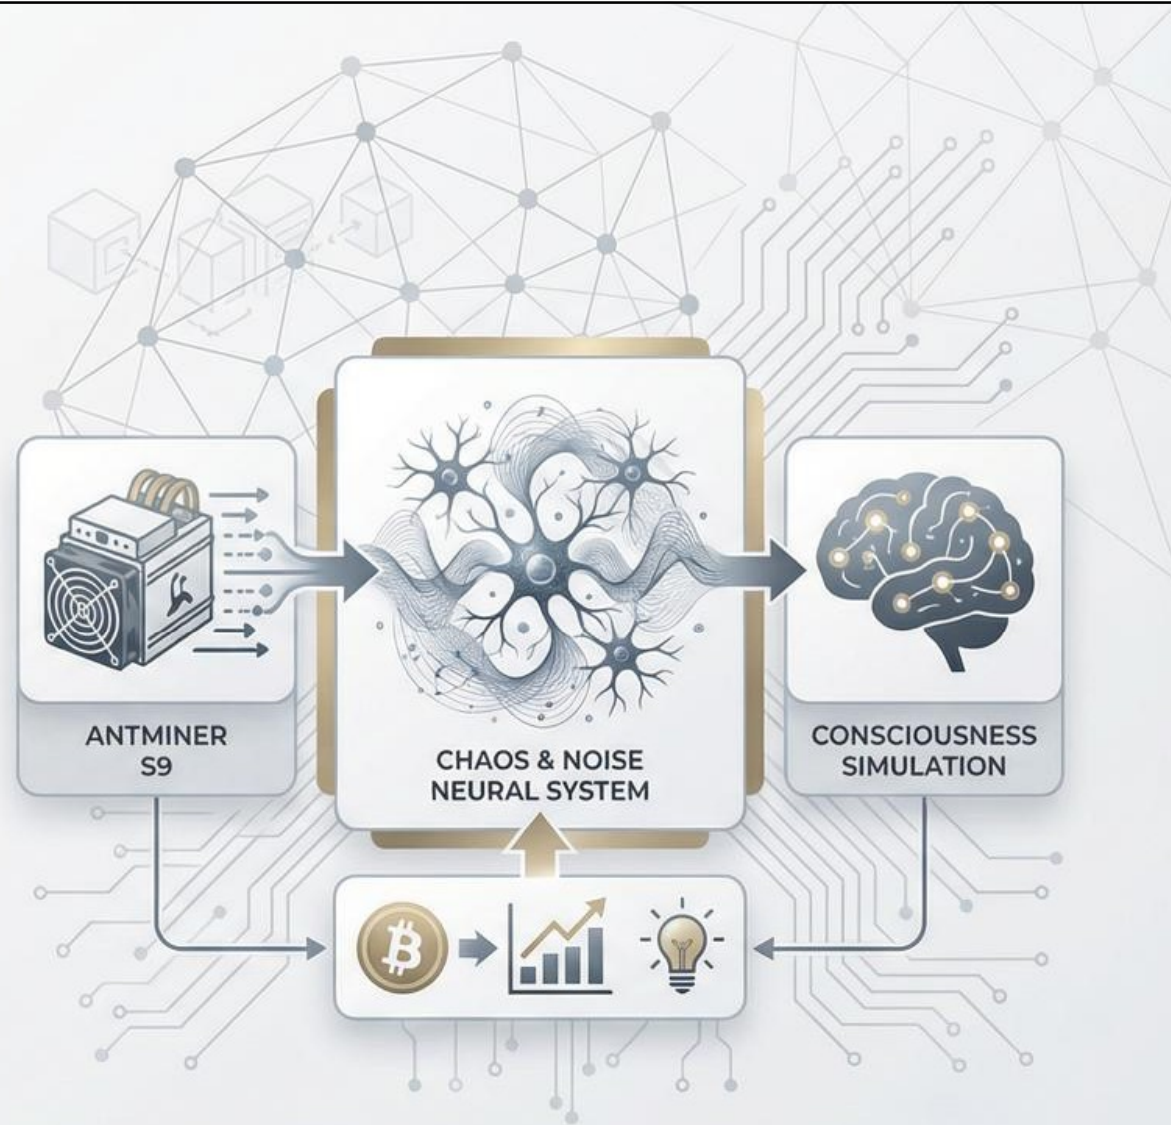 ANTMINER
S9
CHAOS & NOISE
NEURAL SYSTEM
CONSCIOUSNESS
SIMULATION